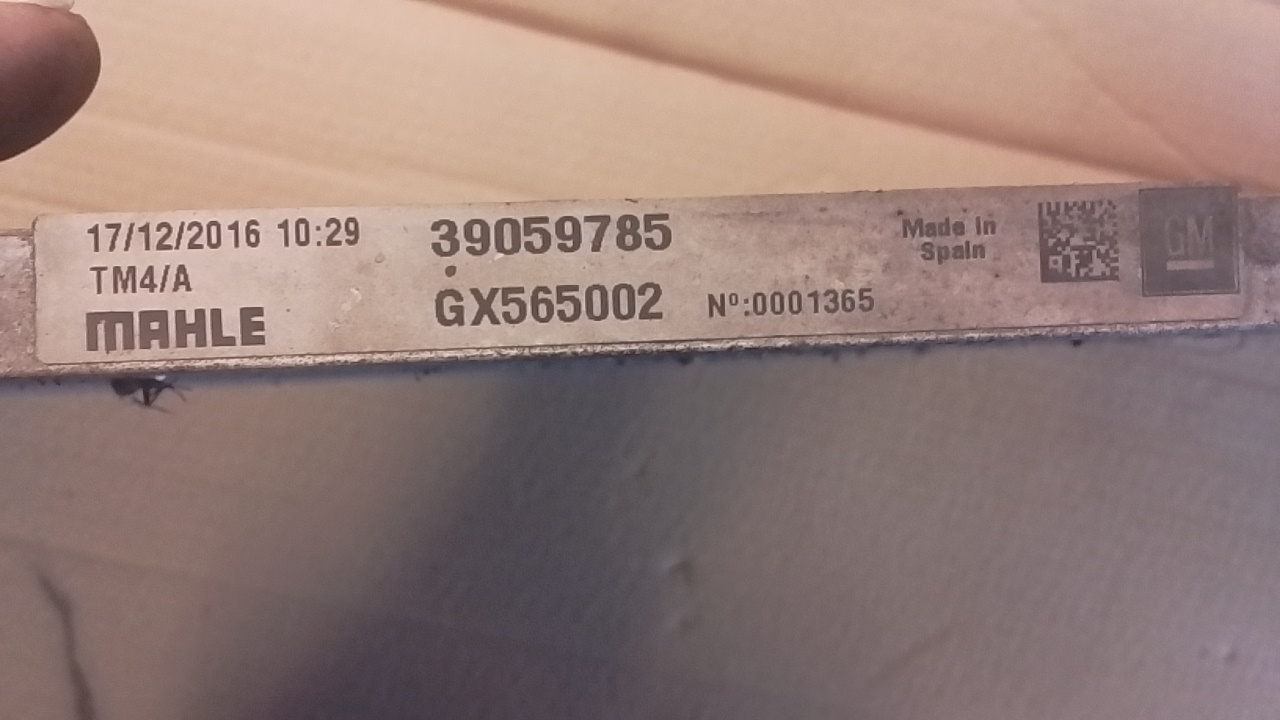 17/12/2016 10:29
TM4/A
MAHLE
39059785
GX565002 Nº:0001365
Made in
Spain
GM